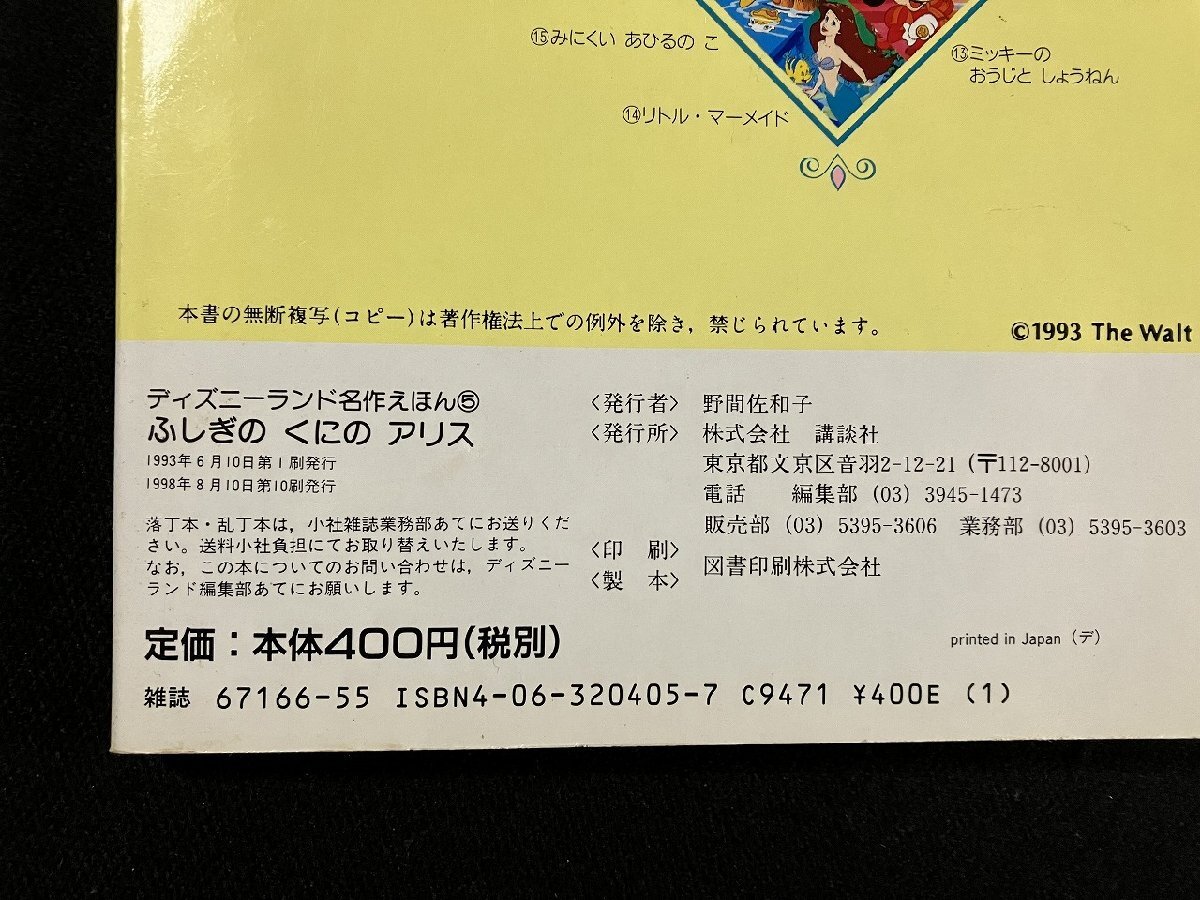 ⑮みにくい あひるの こ
⑬ミッキーの
おうじと しょうねん
⑭リトル・マーメイド
本書の無断複写(コピー)は著作権法上での例外を除き，禁じられています。
©1993 The Walt
ディズニーランド名作えほん⑤
ふしぎの くにの アリス
1993年6月10日第1刷発行
1998年8月10日第10刷発行
落丁本・乱丁本は，小社雑誌業務部あてにお送りくだ
さい。送料小社負担にてお取り替えいたします。
なお，この本についてのお問い合わせは，ディズニー
ランド編集部あてにお願いします。
〈発行者〉 野間佐和子
〈発行所〉 株式会社 講談社
東京都文京区音羽2-12-21（〒112-8001）
電話 編集部（03）3945-1473
販売部（03）5395-3606 業務部（03）5395-3603
〈印 刷〉
〈製 本〉
図書印刷株式会社
定価：本体400円(税別)
printed in Japan（デ）
雑誌 67166-55 ISBN4-06-320405-7 C9471 ¥400E (1)